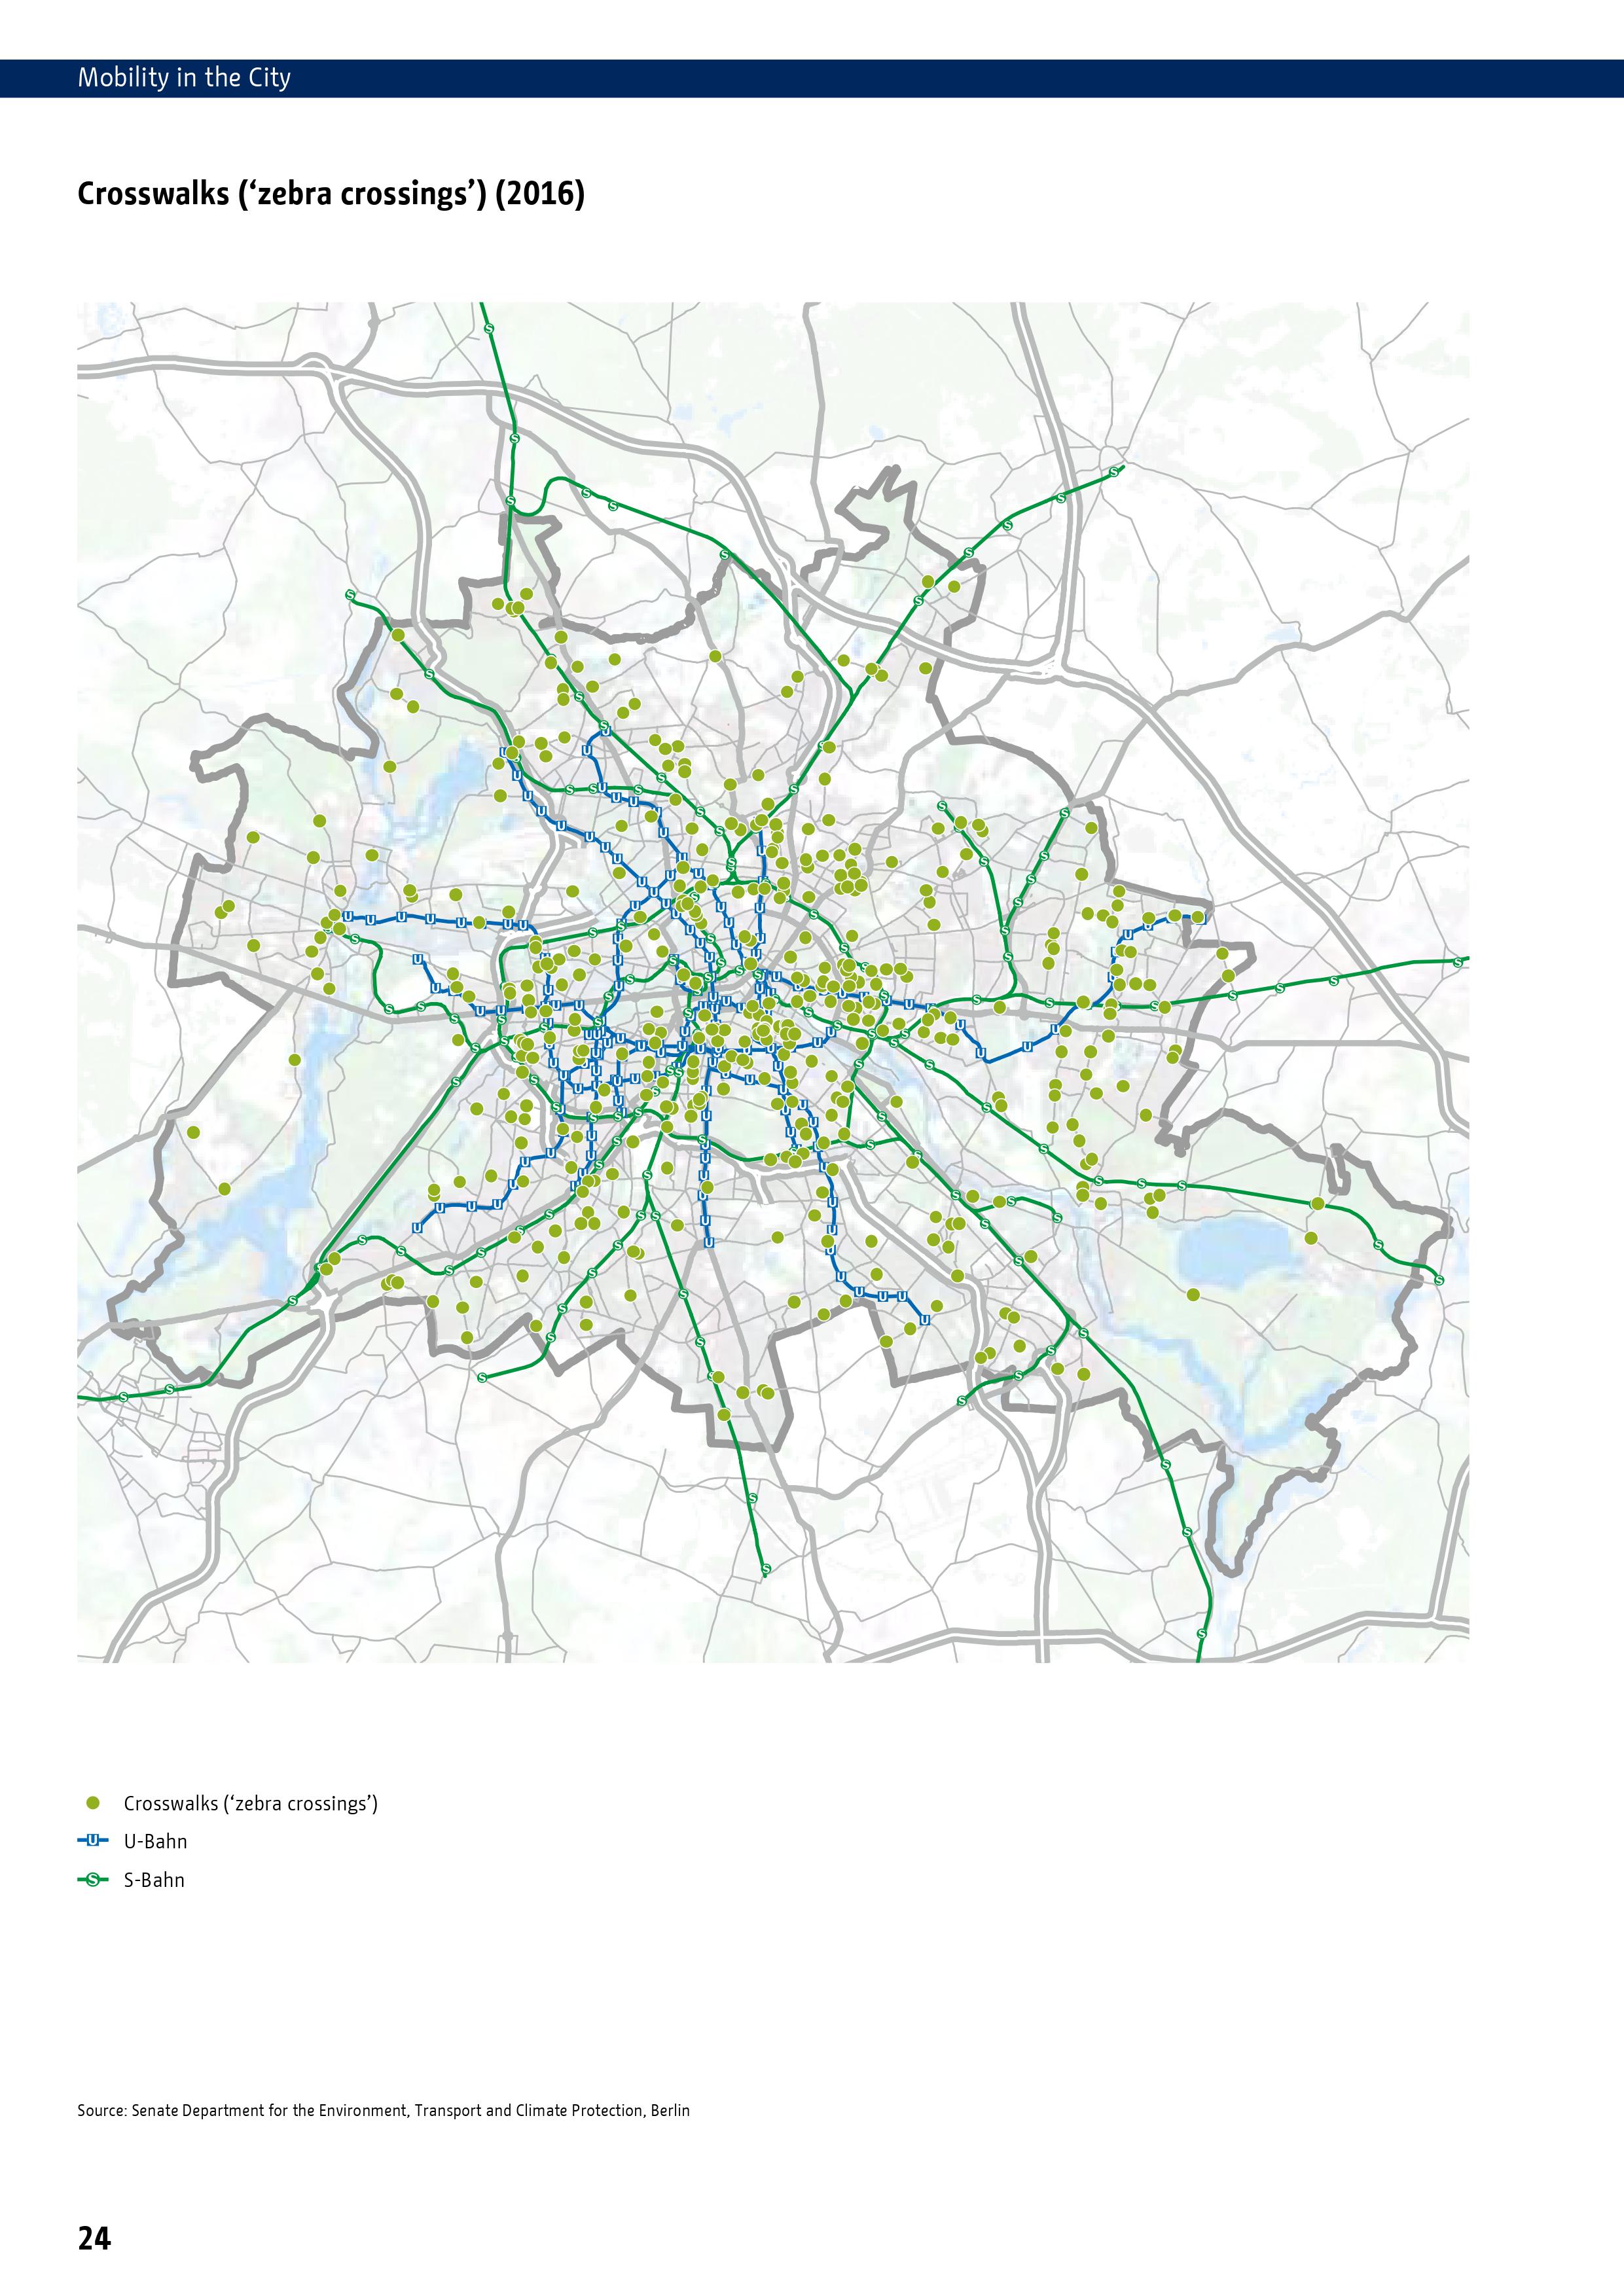 Mobility in the City
Crosswalks (‘zebra crossings’) (2016)
Crosswalks (‘zebra crossings’)
U-Bahn
S-Bahn
Source: Senate Department for the Environment, Transport and Climate Protection, Berlin
24